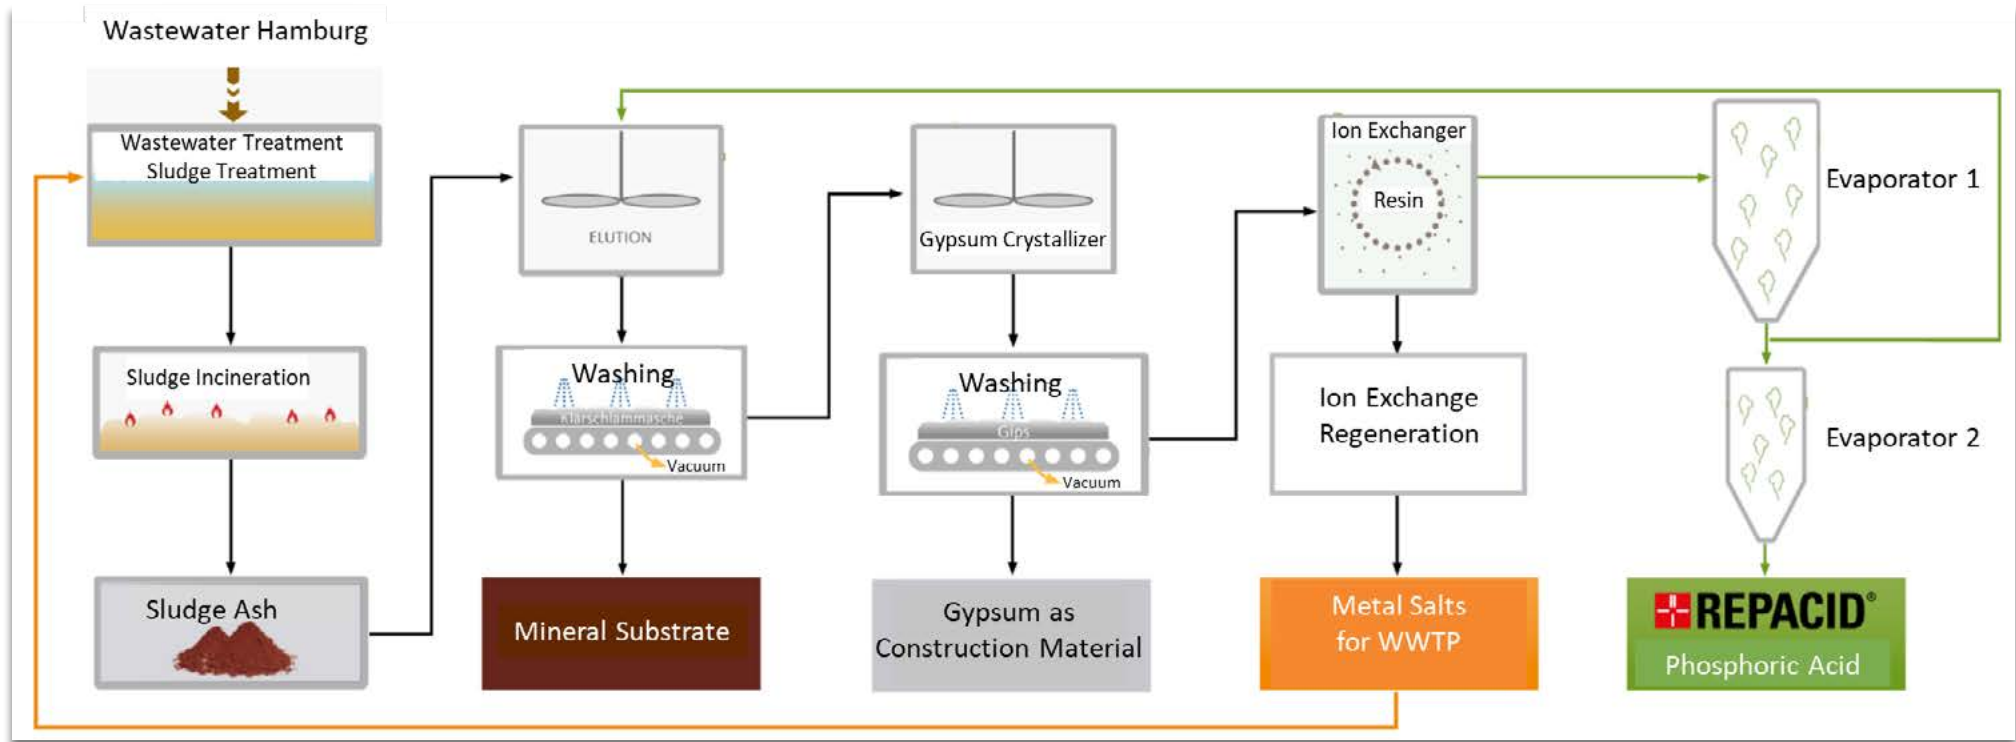 Wastewater Hamburg
Wastewater Treatment
Sludge Treatment
Sludge Incineration
Sludge Ash
ELUTION
Washing
Klärschlammasche
Vacuum
Mineral Substrate
Gypsum Crystallizer
Washing
Gips
Vacuum
Gypsum as
Construction Material
Ion Exchanger
Resin
Ion Exchange
Regeneration
Metal Salts
for WWTP
Evaporator 1
Evaporator 2
REPACID®
Phosphoric Acid